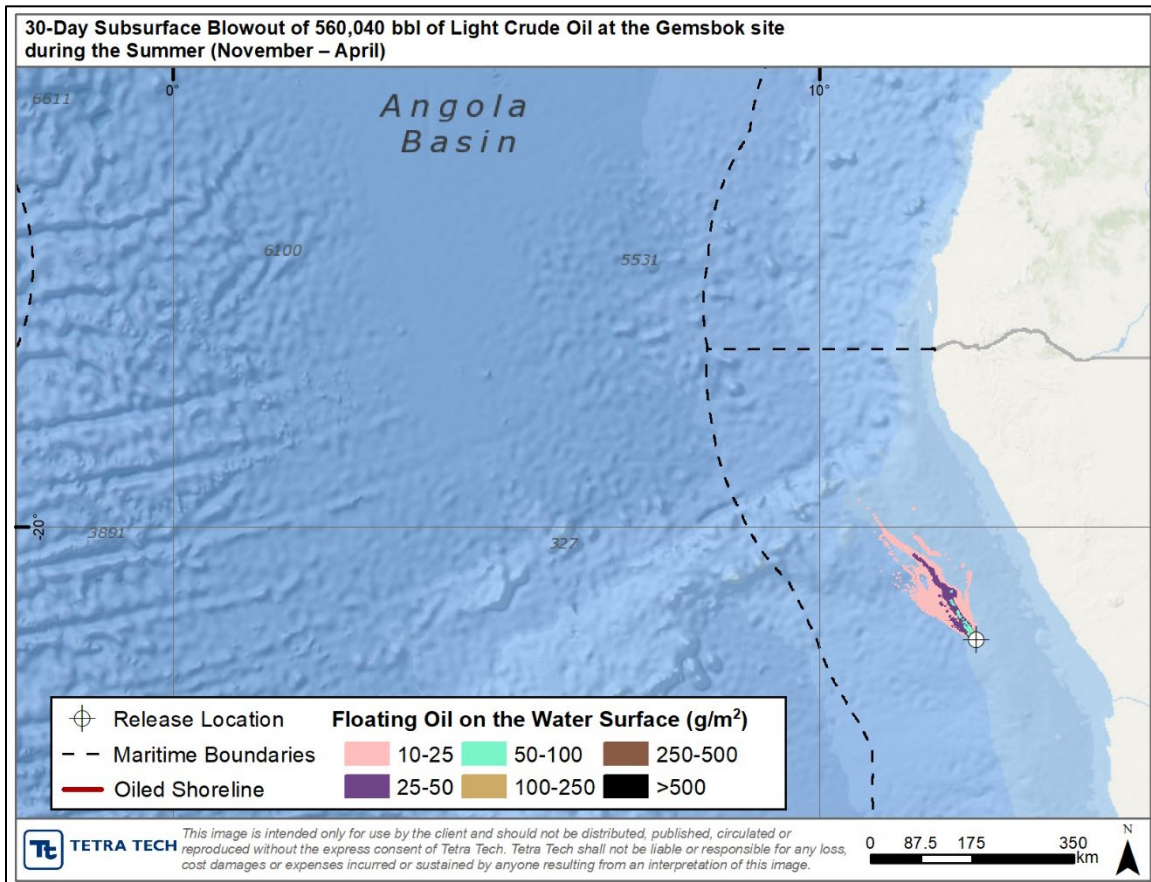 30-Day Subsurface Blowout of 560,040 bbl of Light Crude Oil at the Gemsbok site
during the Summer (November – April)
0°
10°
6611
Angola
Basin
6100
5531
-20°
3891
327
Release Location
Maritime Boundaries
Oiled Shoreline
Floating Oil on the Water Surface (g/m²)
10-25
50-100
250-500
25-50
100-250
>500
Tt
TETRA TECH
This image is intended only for use by the client and should not be distributed, published, circulated or
reproduced without the express consent of Tetra Tech. Tetra Tech shall not be liable or responsible for any loss,
cost damages or expenses incurred or sustained by anyone resulting from an interpretation of this image.
0 87.5 175 350
km
N